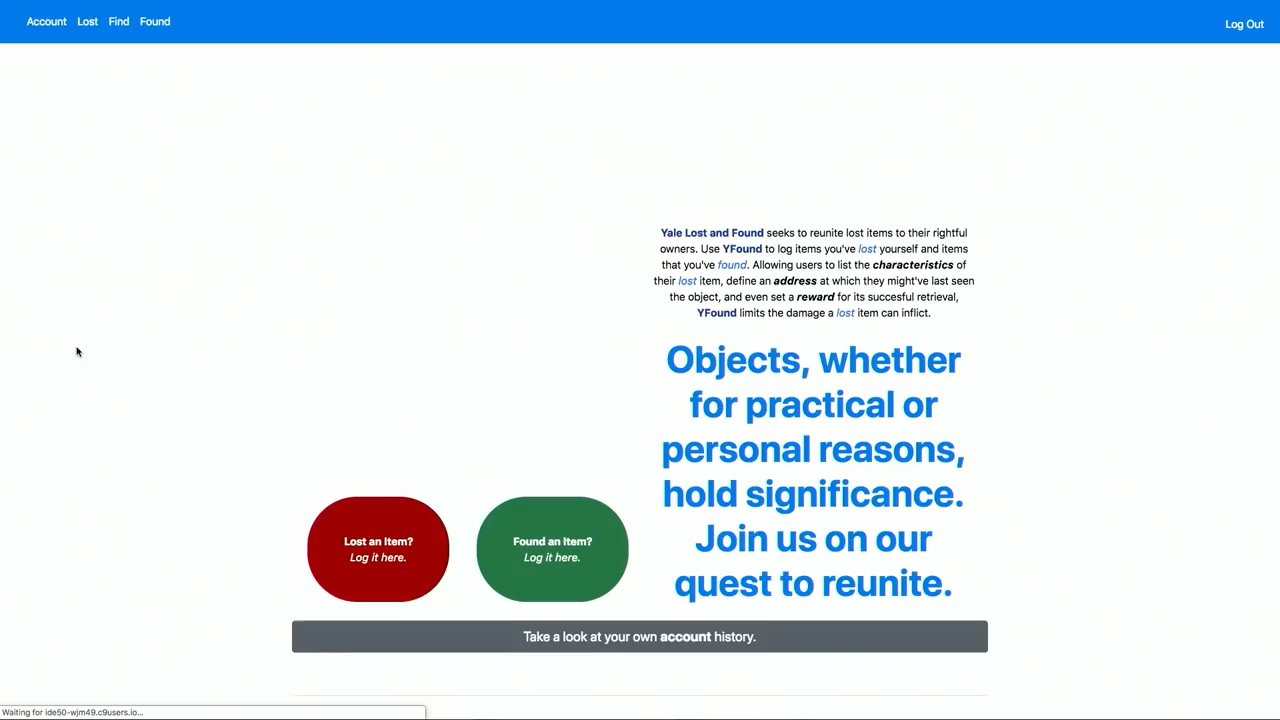 Account Lost Find Found
Log Out
Yale Lost and Found seeks to reunite lost items to their rightful
owners. Use YFound to log items you've lost yourself and items
that you've found. Allowing users to list the characteristics of
their lost item, define an address at which they might've last seen
the object, and even set a reward for its succesful retrieval,
YFound limits the damage a lost item can inflict.
Objects, whether
for practical or
personal reasons,
hold significance.
Join us on our
quest to reunite.
Lost an Item?
Log it here.
Found an Item?
Log it here.
Take a look at your own account history.
Waiting for ide50-wjm49.c9users.io...